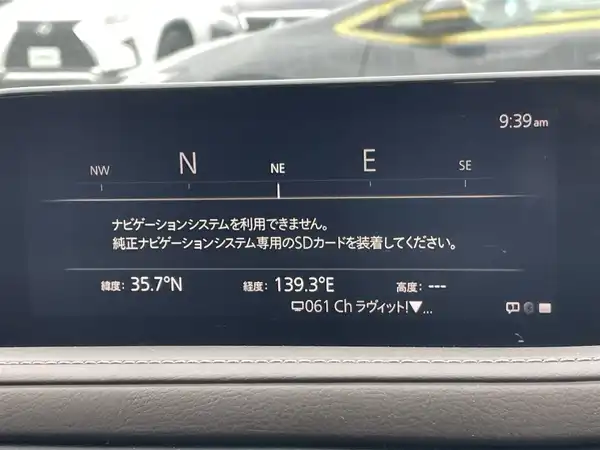 9:39am
NW N NE E SE
ナビゲーションシステムを利用できません。
純正ナビゲーションシステム専用のSDカードを装着してください。
緯度: 35.7°N 経度: 139.3°E 高度: ---
061 Ch ラヴィット!▼...